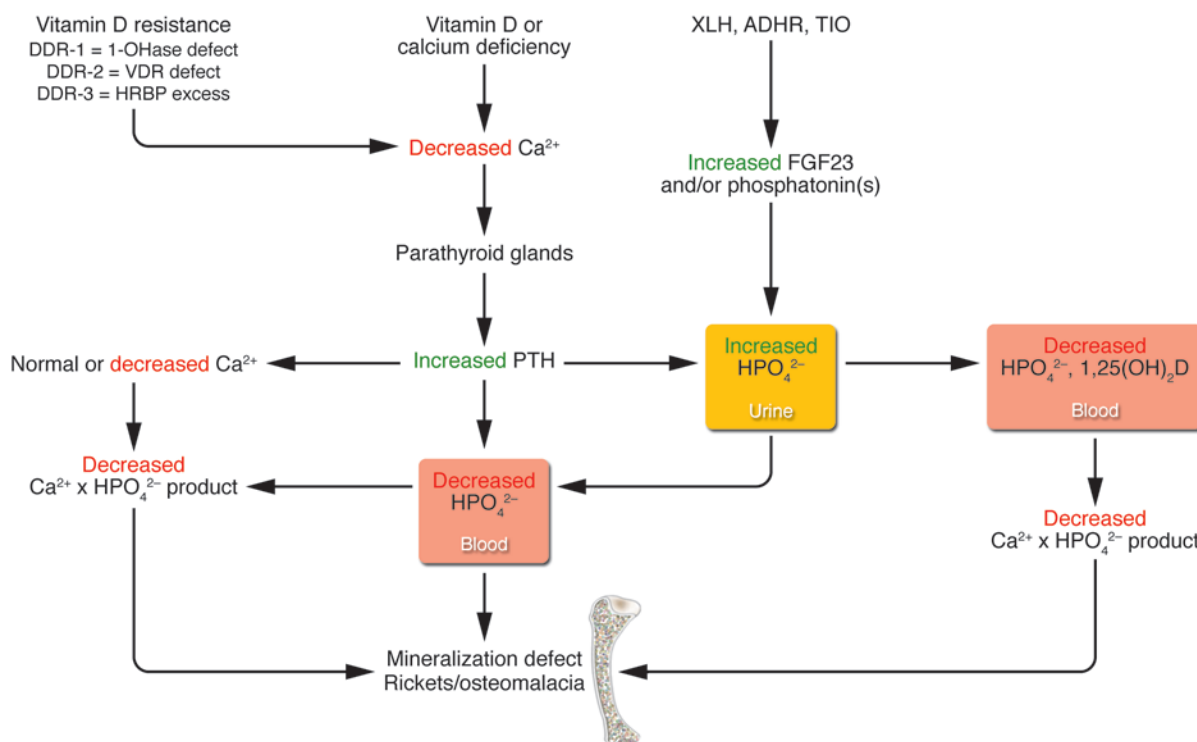 Vitamin D resistance
DDR-1 = 1-OHase defect
DDR-2 = VDR defect
DDR-3 = HRBP excess
Vitamin D or
calcium deficiency
XLH, ADHR, TIO
Decreased Ca²⁺
Increased FGF23
and/or phosphatonin(s)
Parathyroid glands
Normal or decreased Ca²⁺
Increased PTH
Increased
HPO₄²⁻
Urine
Decreased
HPO₄²⁻, 1,25(OH)₂D
Blood
Decreased
Ca²⁺ x HPO₄²⁻ product
Decreased
HPO₄²⁻
Blood
Decreased
Ca²⁺ x HPO₄²⁻ product
Mineralization defect
Rickets/osteomalacia